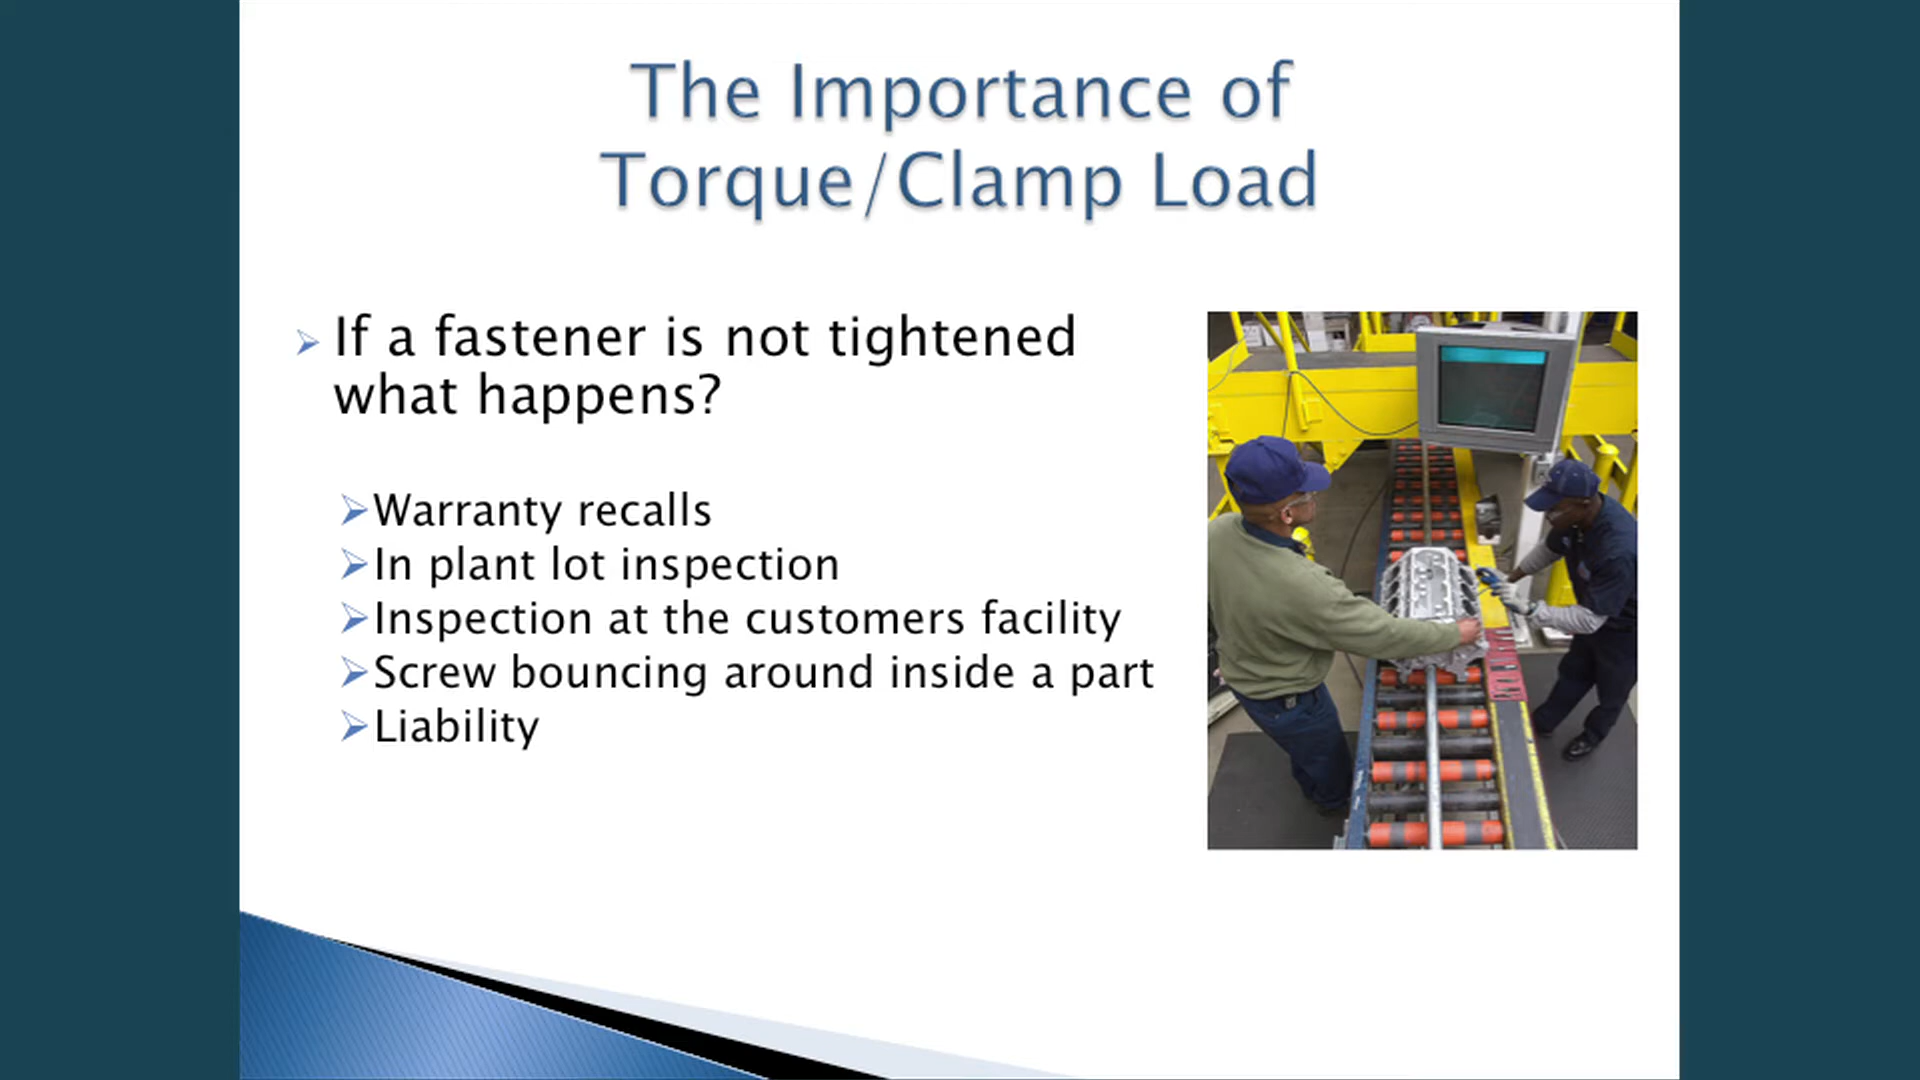 The Importance of
Torque/Clamp Load
If a fastener is not tightened
what happens?
Warranty recalls
In plant lot inspection
Inspection at the customers facility
Screw bouncing around inside a part
Liability